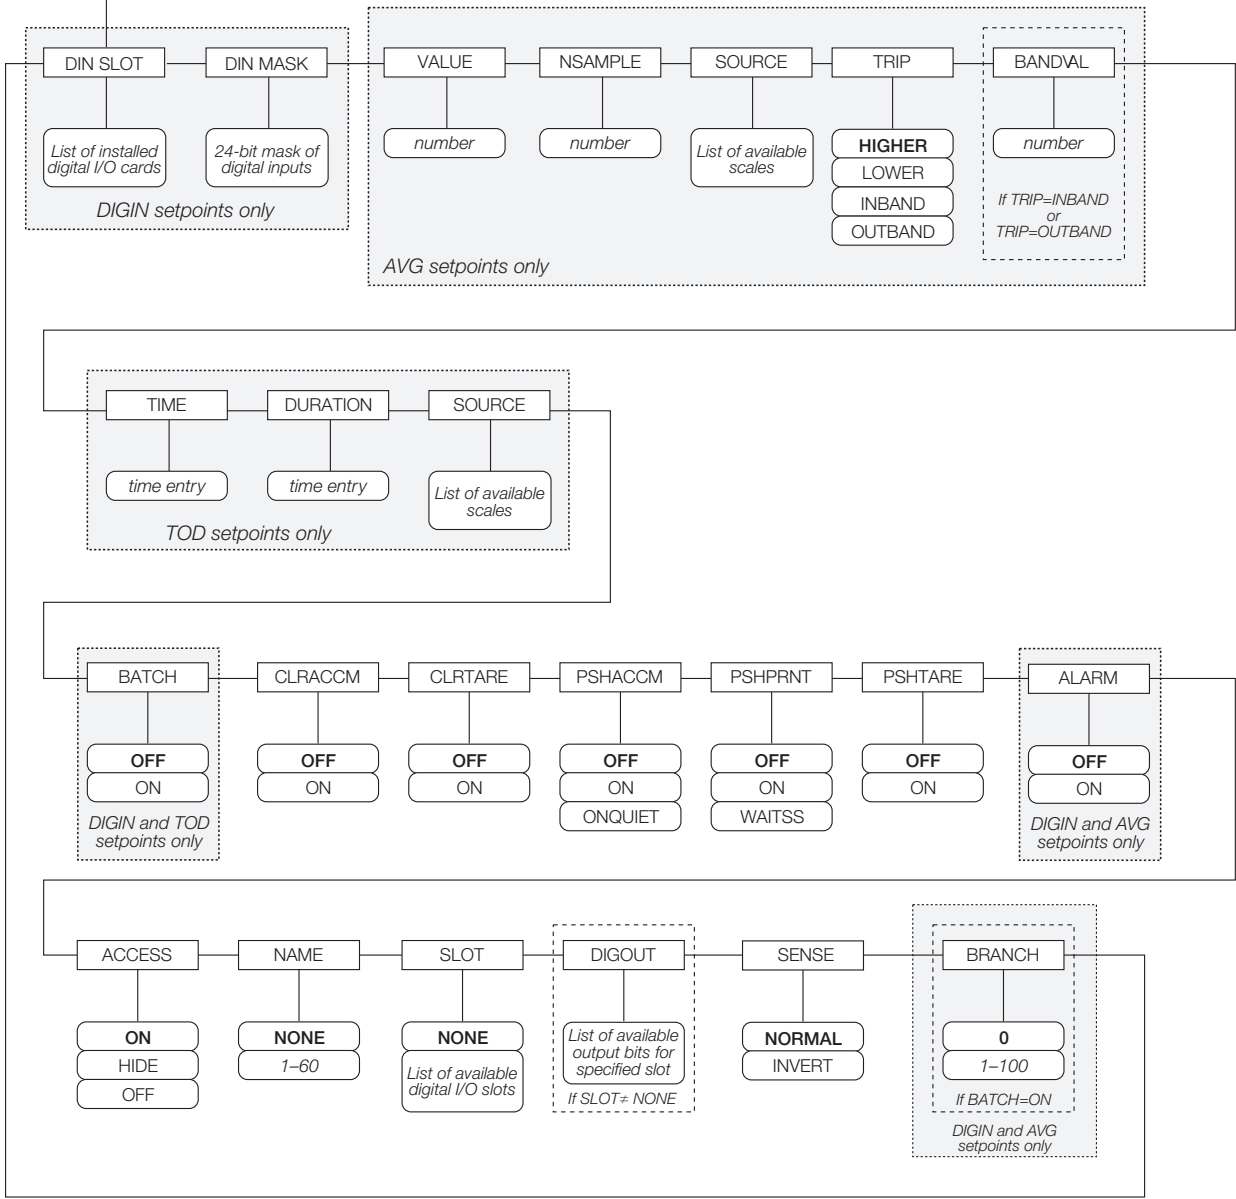 DIN SLOT
DIN MASK
VALUE
NSAMPLE
SOURCE
TRIP
BANDVAL
List of installed
digital I/O cards
24-bit mask of
digital inputs
DIGIN setpoints only
number
number
List of available
scales
HIGHER
LOWER
INBAND
OUTBAND
number
If TRIP=INBAND
or
TRIP=OUTBAND
AVG setpoints only
TIME
DURATION
SOURCE
time entry
time entry
List of available
scales
TOD setpoints only
BATCH
CLRACCM
CLRTARE
PSHACCM
PSHPRNT
PSHTARE
ALARM
OFF
ON
DIGIN and TOD
setpoints only
OFF
ON
OFF
ON
OFF
ON
ONQUIET
OFF
ON
WAITSS
OFF
ON
OFF
ON
DIGIN and AVG
setpoints only
ACCESS
NAME
SLOT
DIGOUT
SENSE
BRANCH
ON
HIDE
OFF
NONE
1–60
NONE
List of available
digital I/O slots
List of available
output bits for
specified slot
If SLOT≠ NONE
NORMAL
INVERT
0
1–100
If BATCH=ON
DIGIN and AVG
setpoints only